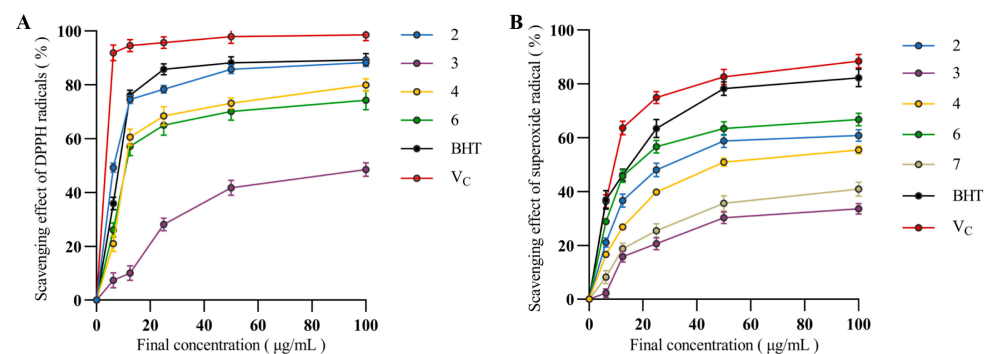 A
Scavenging effect of DPPH radicals ( % )
100
80
60
40
20
0
0 20 40 60 80 100
Final concentration ( μg/mL )
2
3
4
6
BHT
VC
B
Scavenging effect of superoxide radical ( % )
100
80
60
40
20
0
0 20 40 60 80 100
Final concentration ( μg/mL )
2
3
4
6
7
BHT
VC